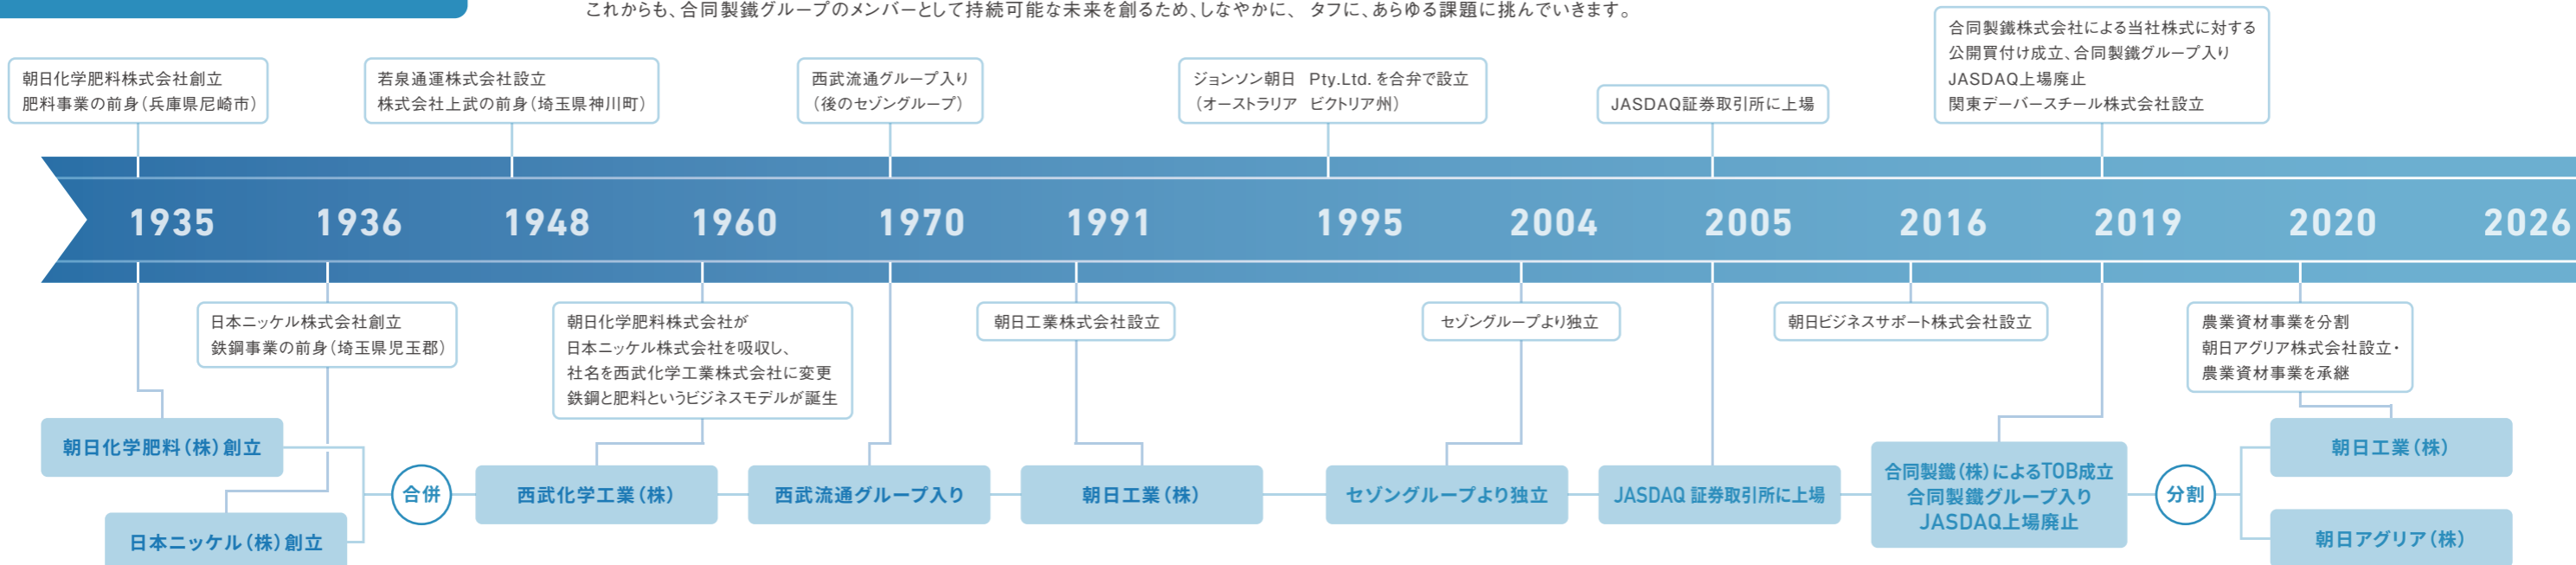 これからも、合同製鐵グループのメンバーとして持続可能な未来を創るため、しなやかに、 タフに、あらゆる課題に挑んでいきます。
朝日化学肥料株式会社創立
肥料事業の前身(兵庫県尼崎市)
若泉通運株式会社設立
株式会社上武の前身(埼玉県神川町)
西武流通グループ入り
(後のセゾングループ)
ジョンソン朝日 Pty.Ltd. を合弁で設立
(オーストラリア ビクトリア州)
JASDAQ証券取引所に上場
合同製鐵株式会社による当社株式に対する
公開買付け成立、合同製鐵グループ入り
JASDAQ上場廃止
関東デーバースチール株式会社設立
1935 1936 1948 1960 1970 1991 1995 2004 2005 2016 2019 2020 2026
日本ニッケル株式会社創立
鉄鋼事業の前身(埼玉県児玉郡)
朝日化学肥料株式会社が
日本ニッケル株式会社を吸収し、
社名を西武化学工業株式会社に変更
鉄鋼と肥料というビジネスモデルが誕生
朝日工業株式会社設立
セゾングループより独立
朝日ビジネスサポート株式会社設立
農業資材事業を分割
朝日アグリア株式会社設立・
農業資材事業を承継
朝日化学肥料(株)創立
日本ニッケル(株)創立
合併
西武化学工業(株)
西武流通グループ入り
朝日工業(株)
セゾングループより独立
JASDAQ 証券取引所に上場
合同製鐵(株)によるTOB成立
合同製鐵グループ入り
JASDAQ上場廃止
分割
朝日工業(株)
朝日アグリア(株)